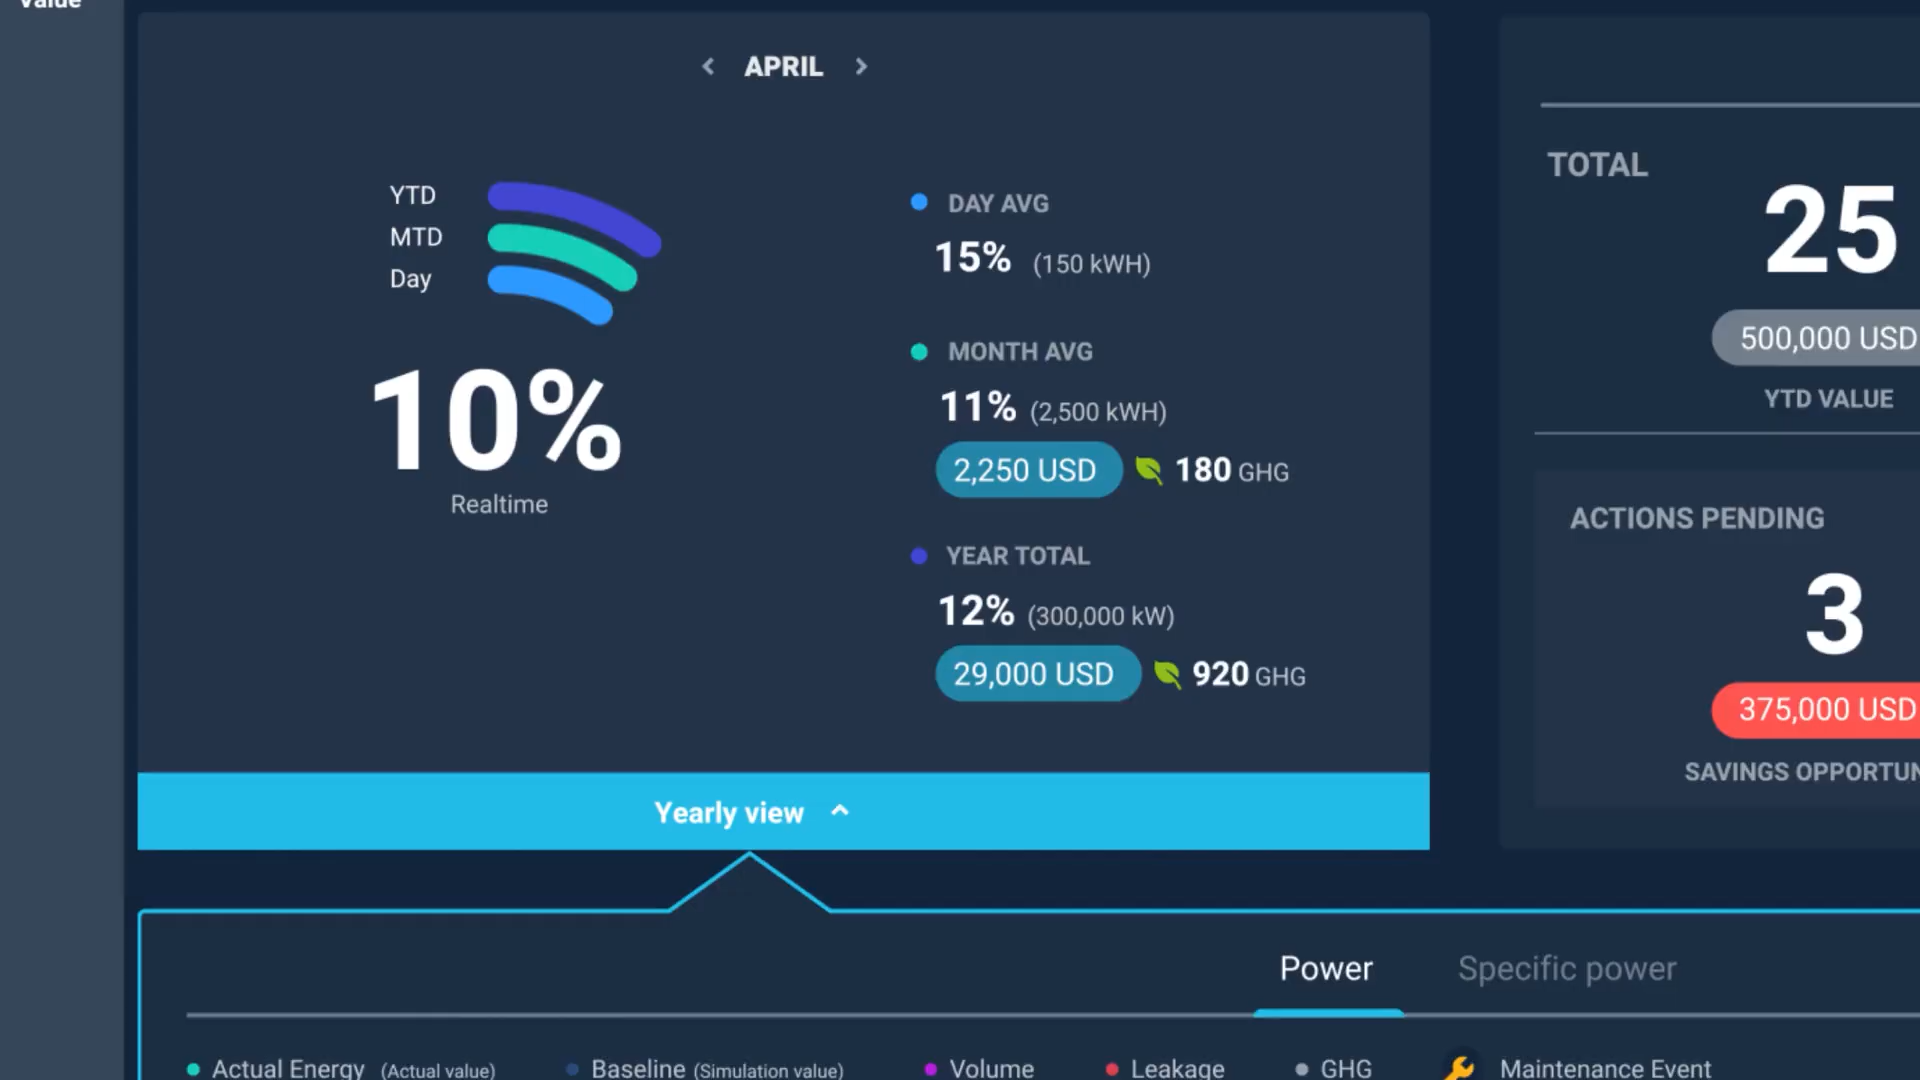 Value
APRIL
YTD
MTD
Day
10%
Realtime
DAY AVG
15% (150 kWH)
MONTH AVG
11% (2,500 kWH)
2,250 USD 180 GHG
YEAR TOTAL
12% (300,000 kW)
29,000 USD 920 GHG
Yearly view
TOTAL
25
500,000 USD
YTD VALUE
ACTIONS PENDING
3
375,000 USD
SAVINGS
Power Specific power
Actual Energy (Actual value) Baseline (Simulation value) Volume Leakage GHG Maintenance Event